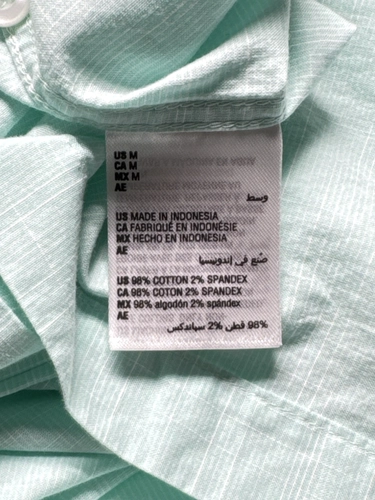 US M
CA M
MX M
AE
وسط
US MADE IN INDONESIA
CA FABRIQUÉ EN INDONÉSIE
MX HECHO EN INDONESIA
AE
صُنع في إندونيسيا
US 98% COTTON 2% SPANDEX
CA 98% COTON 2% SPANDEX
MX 98% algodón 2% spándex
AE
98% قطن 2% سباندكس